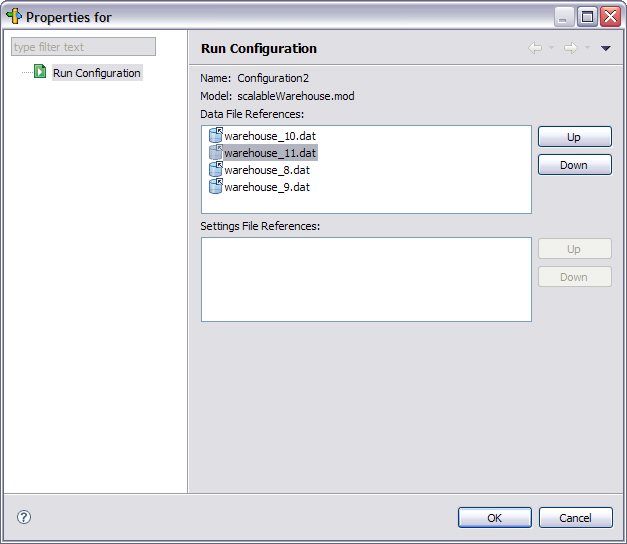 Properties for
type filter text
Run Configuration
Run Configuration
Name: Configuration2
Model: scalableWarehouse.mod
Data File References:
warehouse_10.dat
warehouse_11.dat
warehouse_8.dat
warehouse_9.dat
Up
Down
Settings File References:
Up
Down
?
OK
Cancel